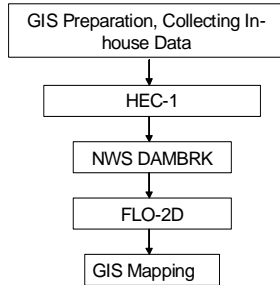 GIS Preparation, Collecting In-
house Data
HEC-1
NWS DAMBRK
FLO-2D
GIS Mapping